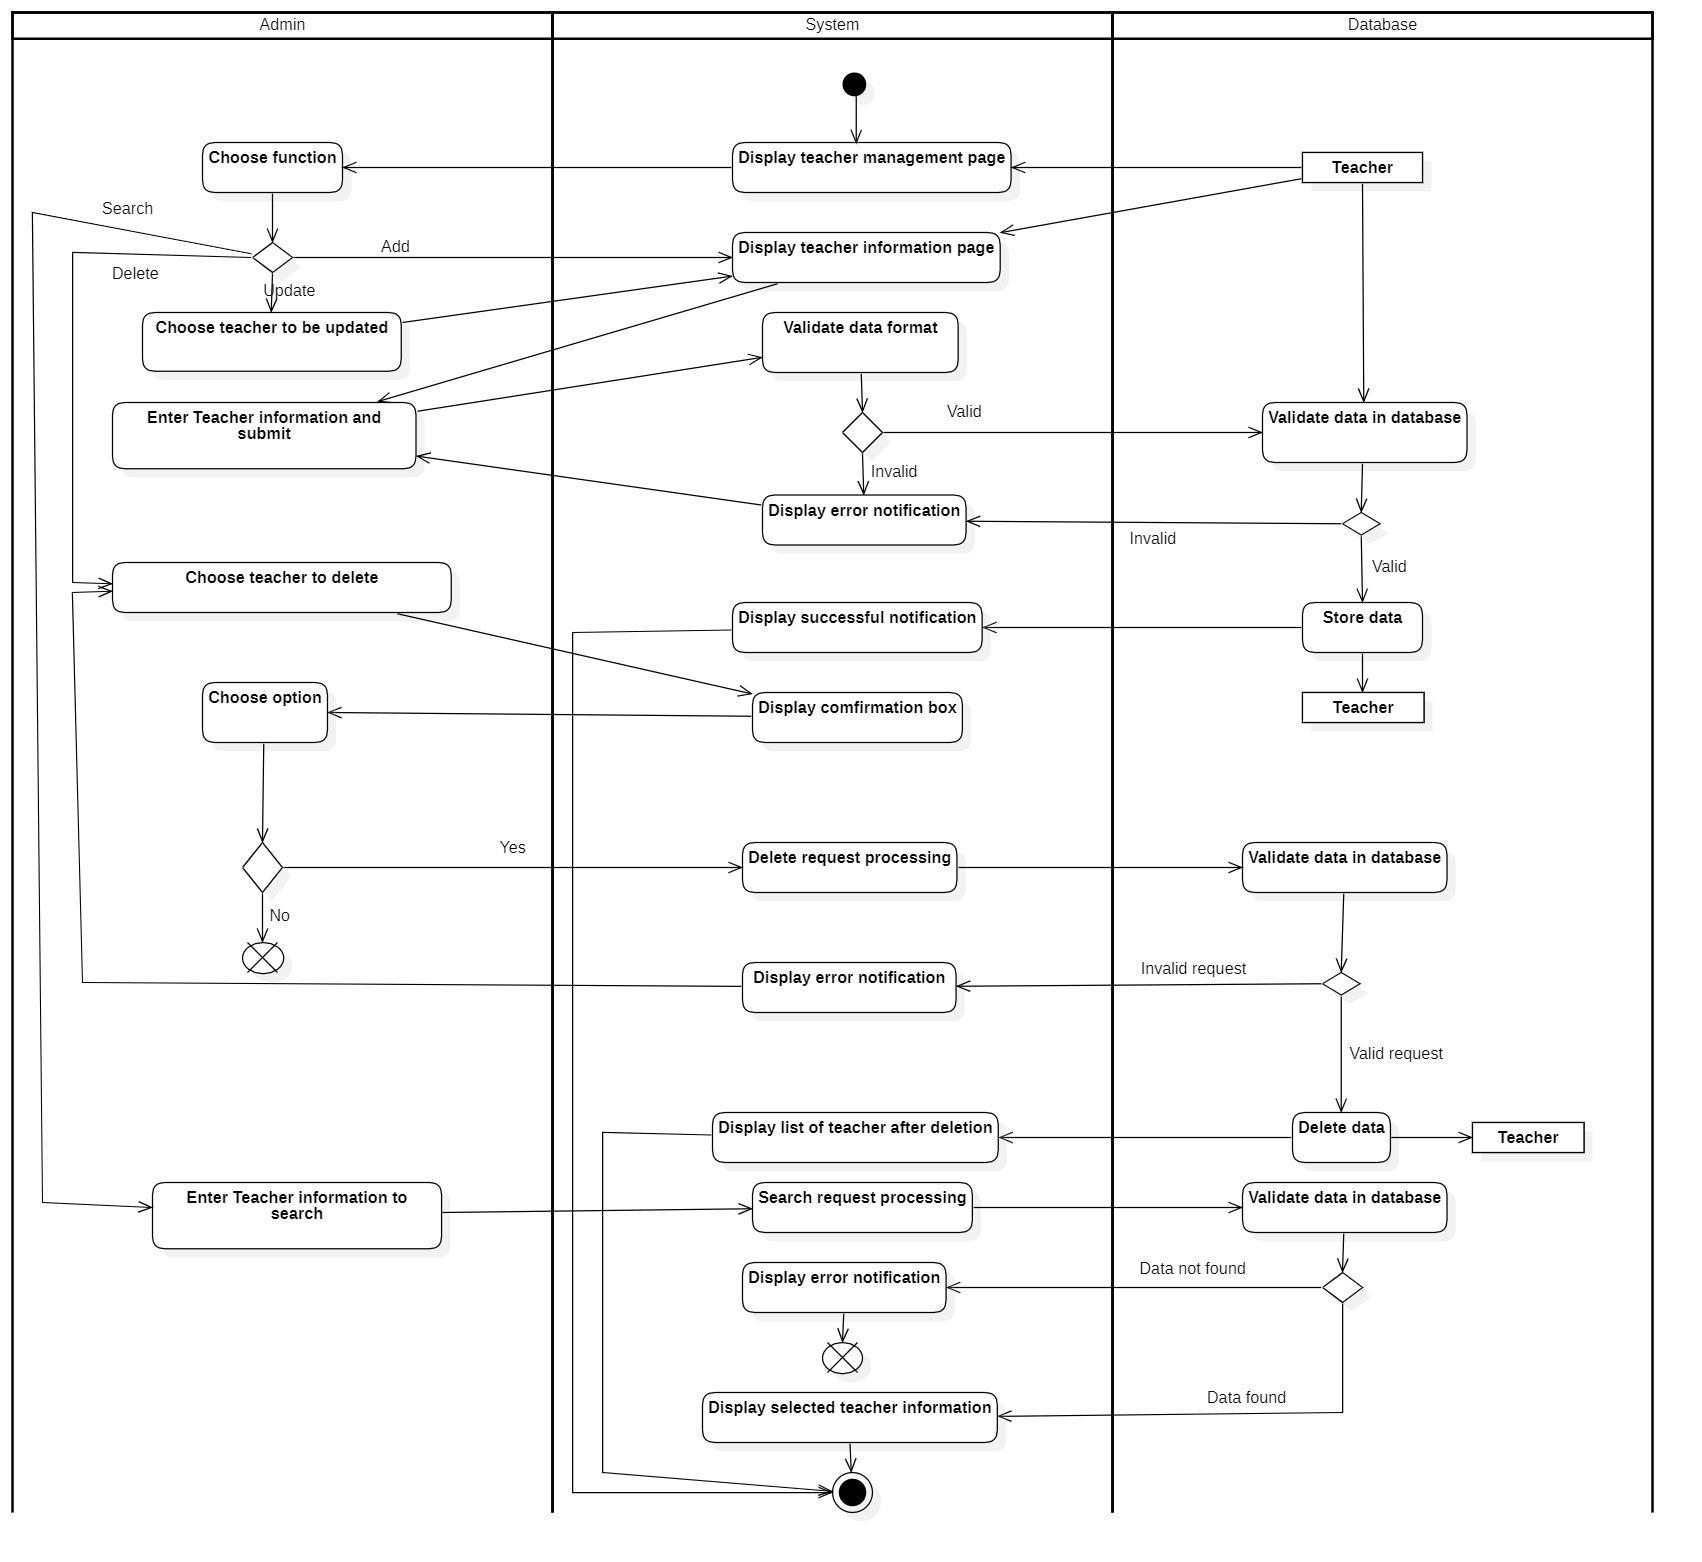 Admin
System
Database
Choose function
Display teacher management page
Teacher
Search
Add
Display teacher information page
Delete
Update
Choose teacher to be updated
Validate data format
Enter Teacher information and
submit
Valid
Validate data in database
Invalid
Display error notification
Invalid
Valid
Choose teacher to delete
Display successful notification
Store data
Choose option
Display comfirmation box
Teacher
Yes
Delete request processing
Validate data in database
No
Display error notification
Invalid request
Valid request
Display list of teacher after deletion
Delete data
Teacher
Enter Teacher information to
search
Search request processing
Validate data in database
Display error notification
Data not found
Display selected teacher information
Data found